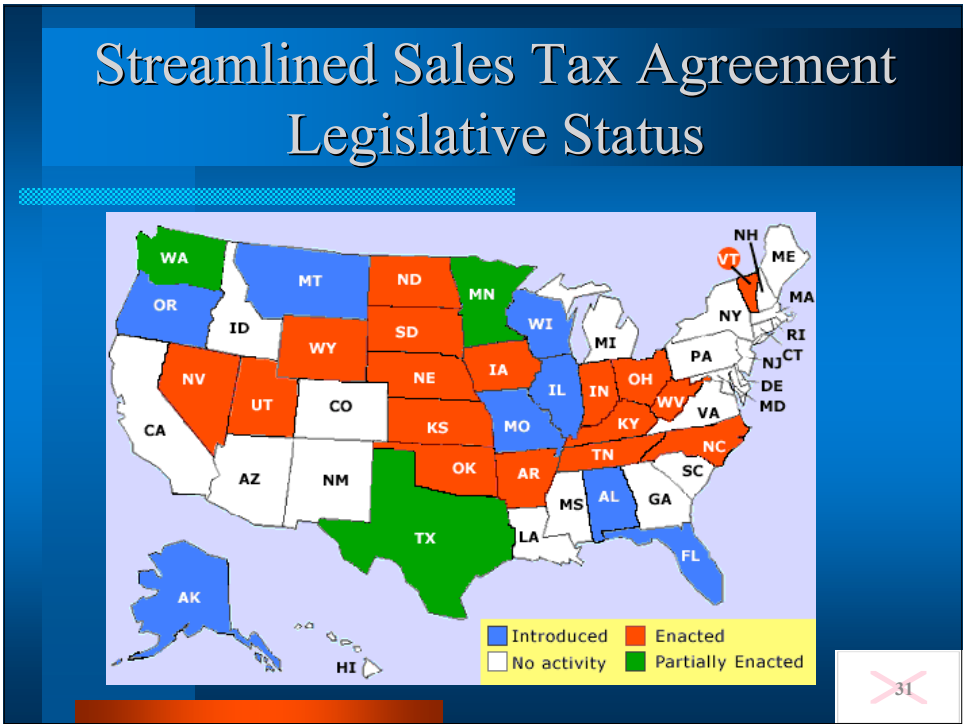 Streamlined Sales Tax Agreement
Legislative Status
NH
WA
VT
ME
MT
ND
MN
OR
MA
ID
WI
NY
SD
RI
MI
WY
CT
PA
NJ
IA
NV
NE
OH
DE
IL
IN
UT
WV
CO
MD
VA
KS
KY
MO
CA
NC
TN
OK
SC
AR
AZ
NM
AL
GA
MS
TX
LA
FL
AK
Introduced
Enacted
No activity
Partially Enacted
HI
31